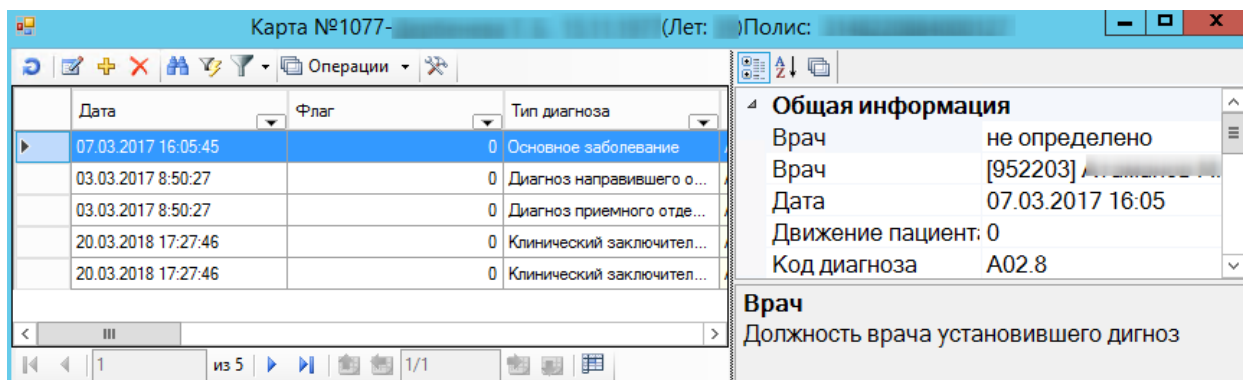 Карта №1077- (Лет: )Полис:
Операции
Дата Флаг Тип диагноза
07.03.2017 16:05:45 0 Основное заболевание
03.03.2017 8:50:27 0 Диагноз направившего о...
03.03.2017 8:50:27 0 Диагноз приемного отде...
20.03.2018 17:27:46 0 Клинический заключител...
20.03.2018 17:27:46 0 Клинический заключител...
1 из 5 1/1
Общая информация
Врач не определено
Врач [952203]
Дата 07.03.2017 16:05
Движение пациент: 0
Код диагноза A02.8
Врач
Должность врача установившего дигноз